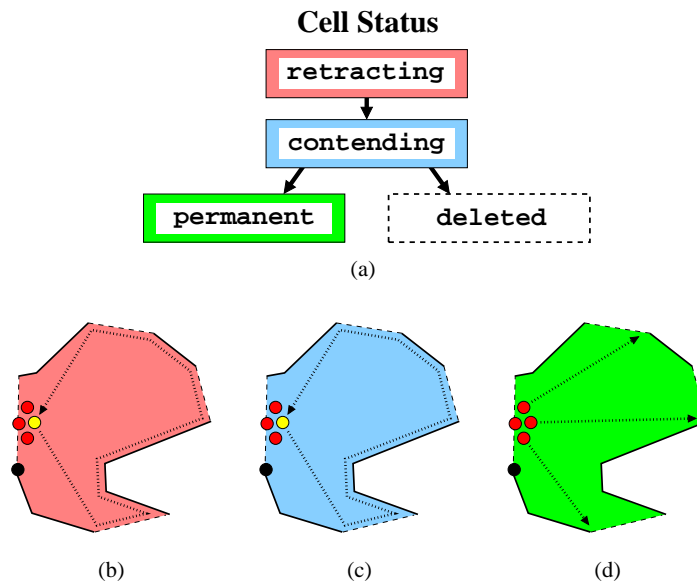 Cell Status
retracting
contending
permanent deleted
(a)
(b) (c) (d)